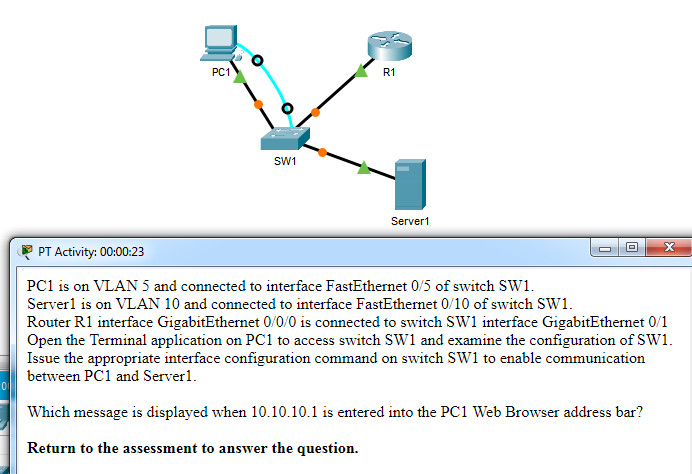 PC1
R1
SW1
Server1
PT Activity: 00:00:23
PC1 is on VLAN 5 and connected to interface FastEthernet 0/5 of switch SW1.
Server1 is on VLAN 10 and connected to interface FastEthernet 0/10 of switch SW1.
Router R1 interface GigabitEthernet 0/0/0 is connected to switch SW1 interface GigabitEthernet 0/1
Open the Terminal application on PC1 to access switch SW1 and examine the configuration of SW1.
Issue the appropriate interface configuration command on switch SW1 to enable communication
between PC1 and Server1.
Which message is displayed when 10.10.10.1 is entered into the PC1 Web Browser address bar?
Return to the assessment to answer the question.